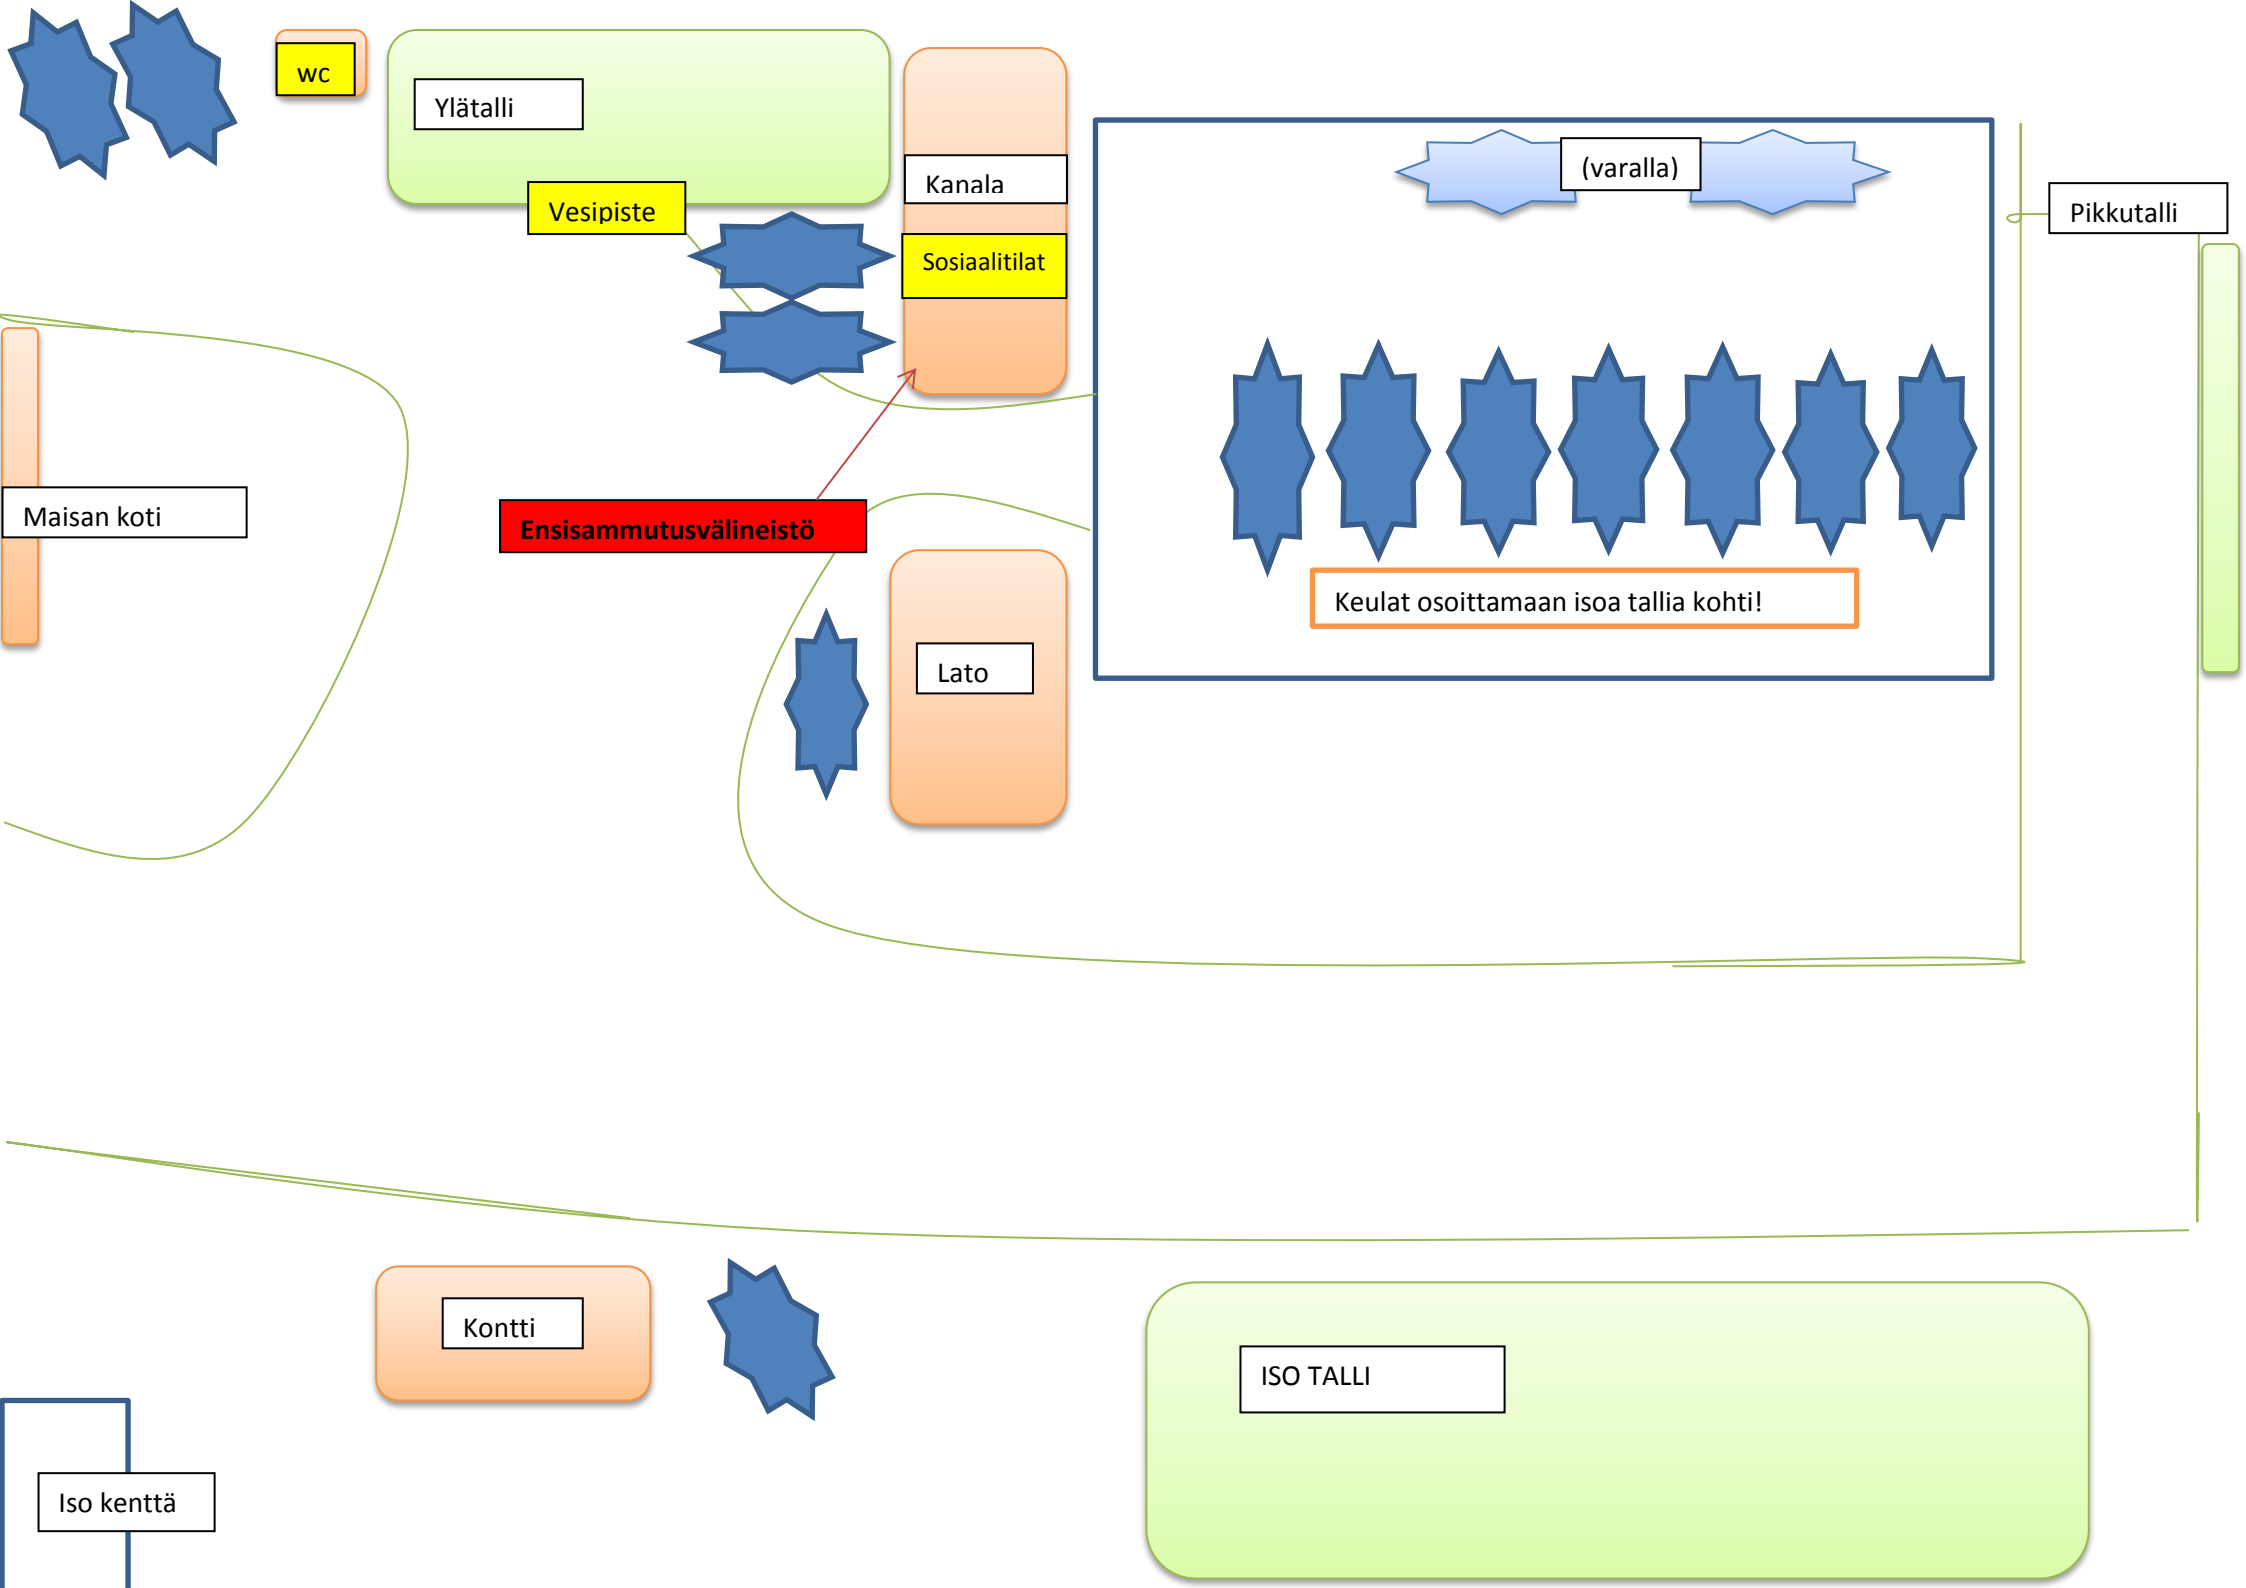 wc
Ylätalli
Kanala
(varalla)
Vesipiste
Pikkutalli
Sosiaalitilat
Maisan koti
Ensisammutusvälineistö
Keulat osoittamaan isoa tallia kohti!
Lato
Kontti
ISO TALLI
Iso kenttä